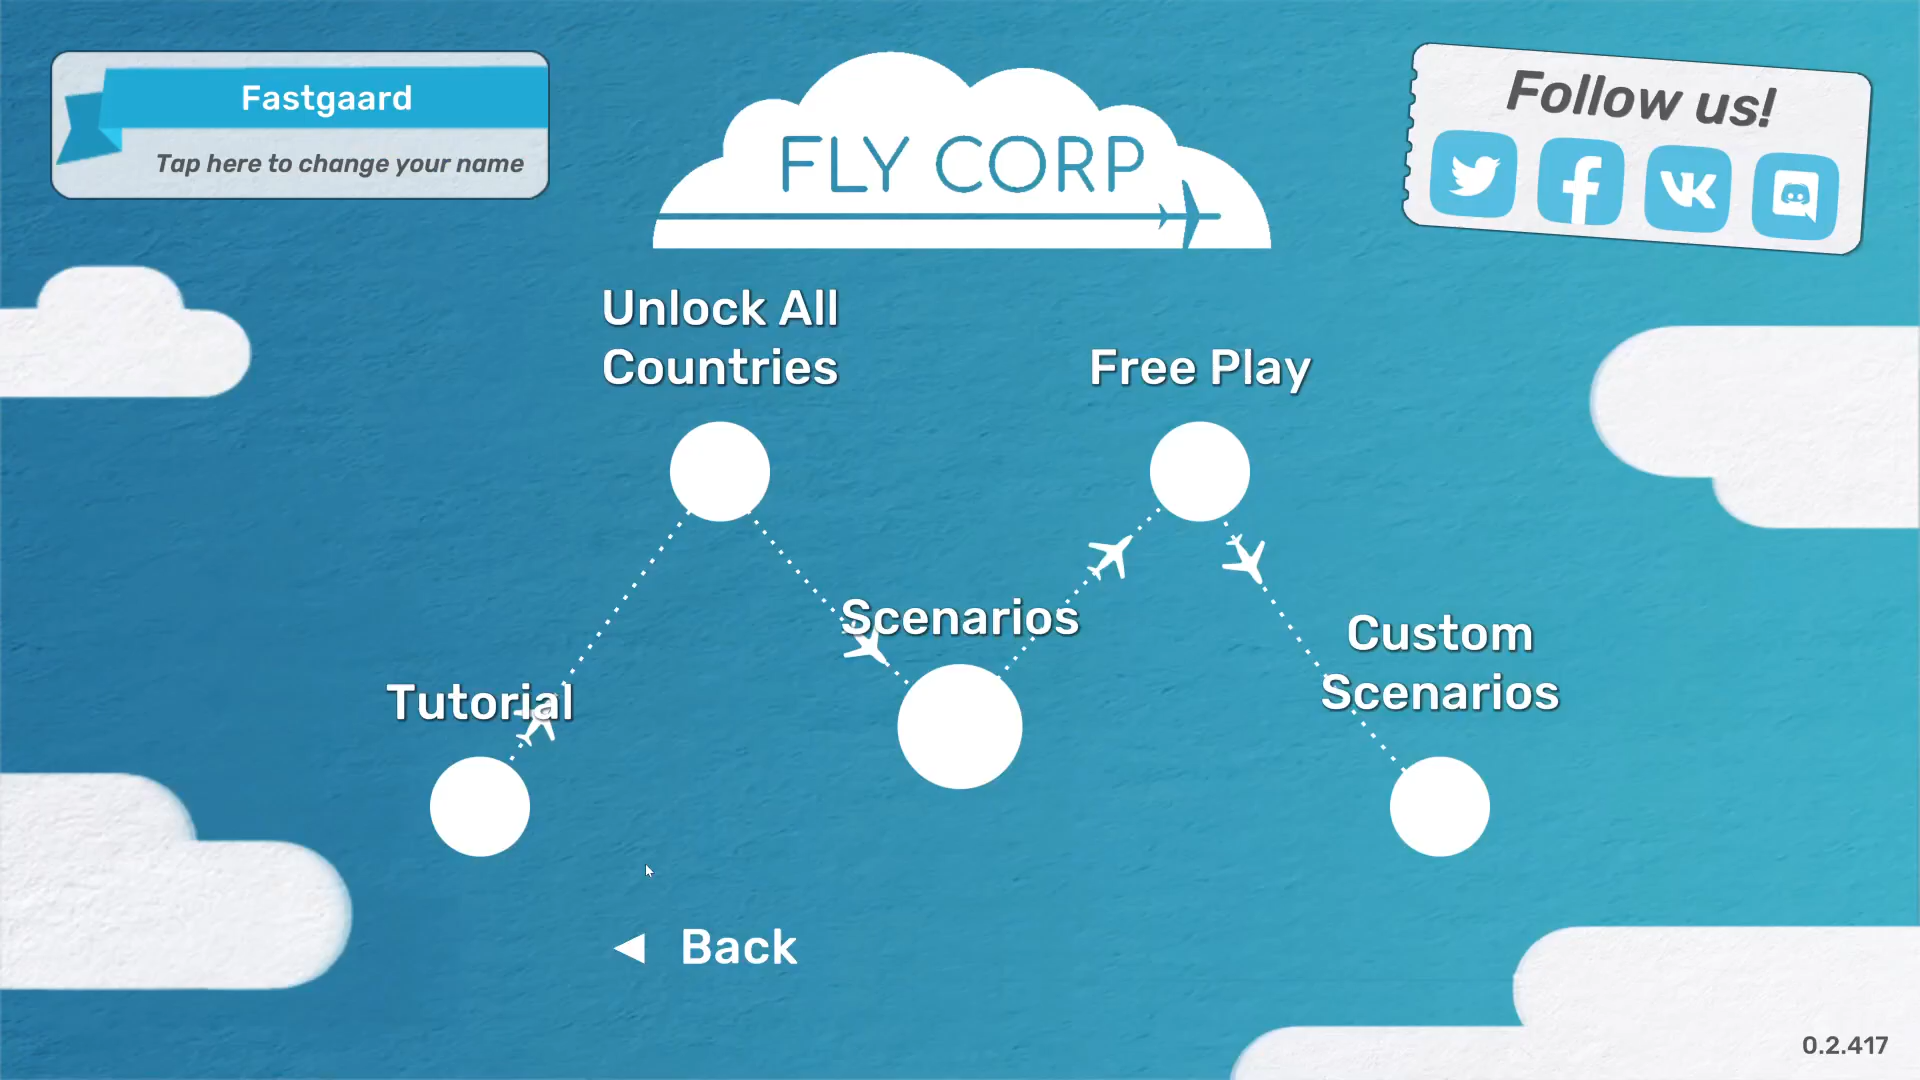 Fastgaard
Tap here to change your name
FLY CORP
Follow us!
Unlock All
Countries
Free Play
Scenarios
Custom
Scenarios
Tutorial
Back
0.2.417